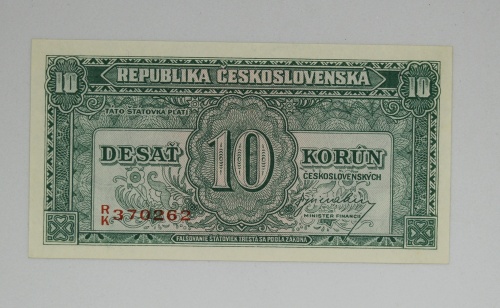 10 REPUBLIKA ČESKOSLOVENSKÁ 10
TÁTO ŠTÁTOVKA PLATÍ
DESAŤ 10 KORÚN
ČESKOSLOVENSKÝCH
R/K 370262
MINISTER FINANCIÍ
FALŠOVANIE ŠTÁTOVIEK TRESTÁ SA PODĽA ZÁKONA